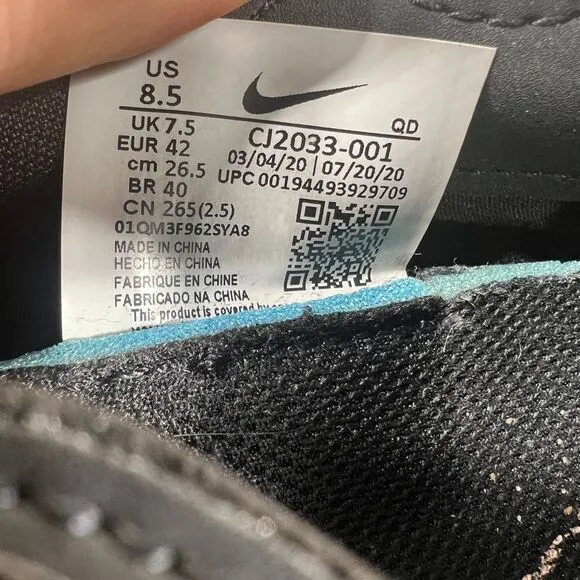 US
8.5
UK 7.5
EUR 42
cm 26.5
BR 40
CN 265(2.5)
QD
CJ2033-001
03/04/20 | 07/20/20
UPC 00194493929709
01QM3F962SYA8
MADE IN CHINA
HECHO EN CHINA
FABRIQUE EN CHINE
FABRICADO NA CHINA
This product is covered by